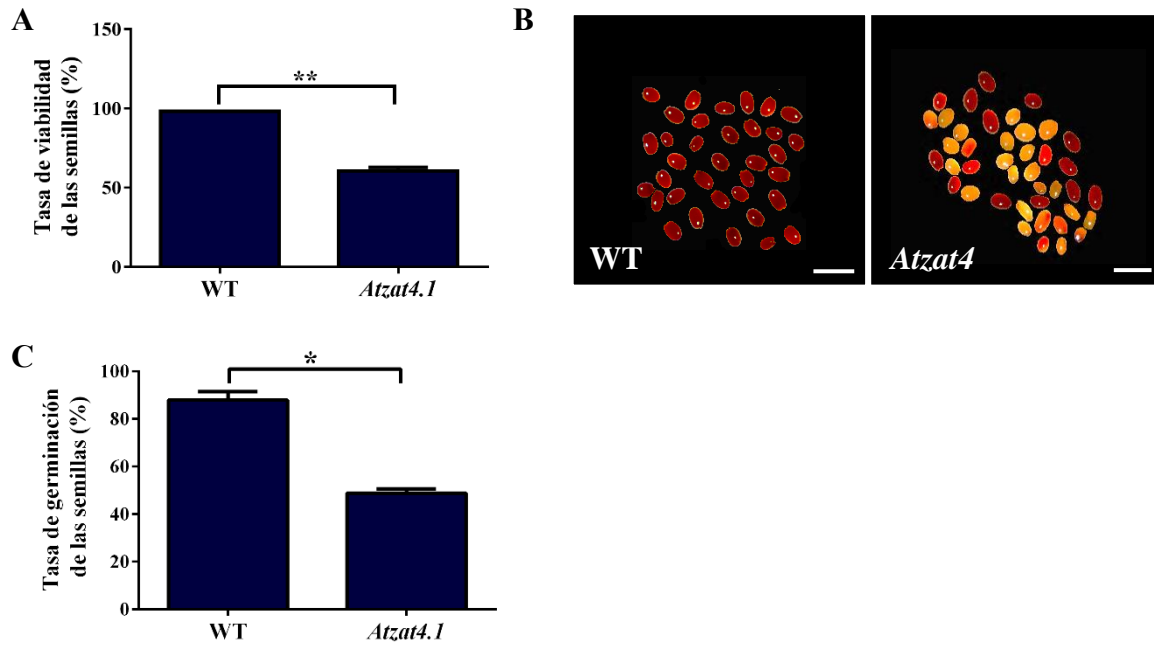 A
Tasa de viabilidad
de las semillas (%)
150
100
50
0
**
WT
Atzat4.1
B
WT
Atzat4
C
Tasa de germinación
de las semillas (%)
100
80
60
40
20
0
*
WT
Atzat4.1